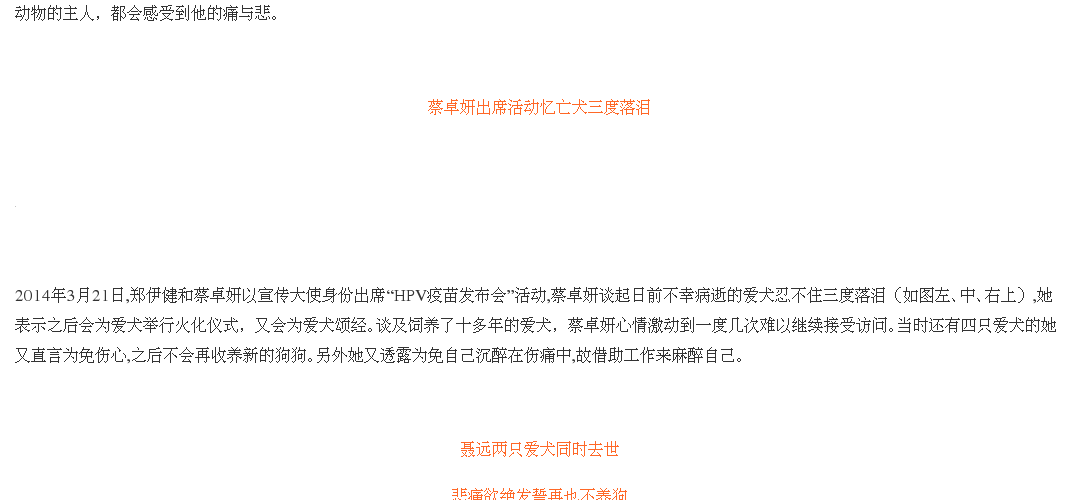 动物的主人，都会感受到他的痛与悲。
蔡卓妍出席活动忆亡犬三度落泪
2014年3月21日,郑伊健和蔡卓妍以宣传大使身份出席“HPV疫苗发布会”活动,蔡卓妍谈起日前不幸病逝的爱犬忍不住三度落泪（如图左、中、右上）,她
表示之后会为爱犬举行火化仪式，又会为爱犬颂经。谈及饲养了十多年的爱犬，蔡卓妍心情激动到一度几次难以继续接受访问。当时还有四只爱犬的她
又直言为免伤心,之后不会再收养新的狗狗。另外她又透露为免自己沉醉在伤痛中,故借助工作来麻醉自己。
聂远两只爱犬同时去世
悲痛欲绝发誓再也不养狗